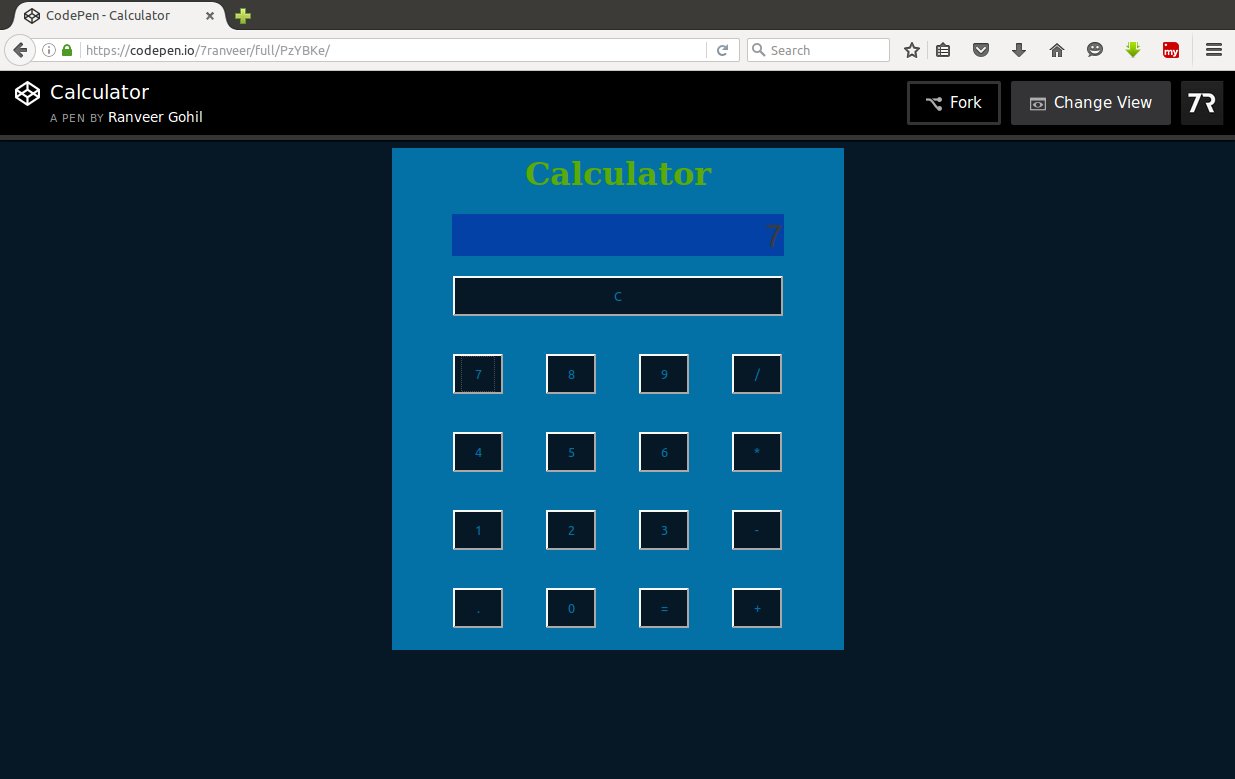 CodePen - Calculator
https://codepen.io/7ranveer/full/PzYBKe/
Search
my
Calculator
A PEN BY Ranveer Gohil
Fork
Change View
7R
Calculator
7
C
7 8 9 /
4 5 6 *
1 2 3 -
. 0 = +